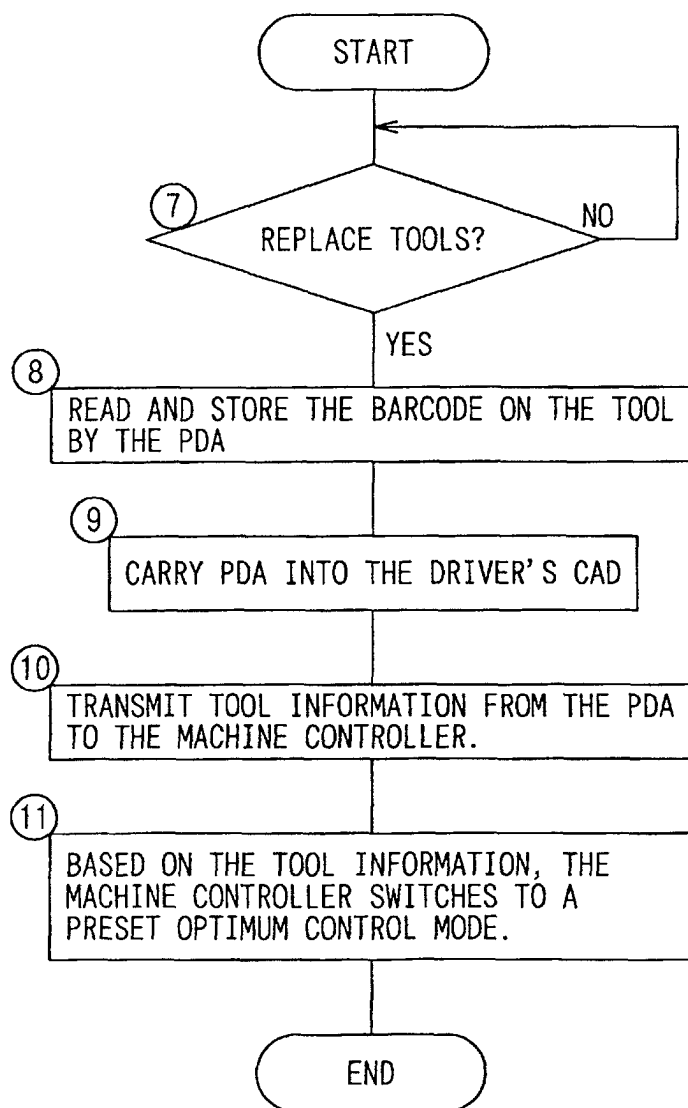 START
⑦
REPLACE TOOLS?
NO
YES
⑧
READ AND STORE THE BARCODE ON THE TOOL
BY THE PDA
⑨
CARRY PDA INTO THE DRIVER'S CAD
⑩
TRANSMIT TOOL INFORMATION FROM THE PDA
TO THE MACHINE CONTROLLER.
⑪
BASED ON THE TOOL INFORMATION, THE
MACHINE CONTROLLER SWITCHES TO A
PRESET OPTIMUM CONTROL MODE.
END